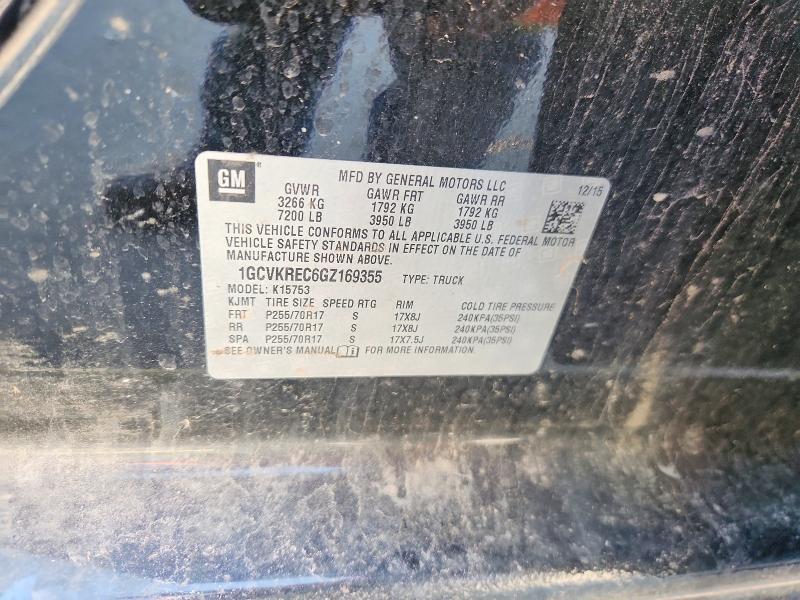 GM
MFD BY GENERAL MOTORS LLC
12/15
GVWR GAWR FRT GAWR RR
3266 KG 1792 KG 1792 KG
7200 LB 3950 LB 3950 LB
THIS VEHICLE CONFORMS TO ALL APPLICABLE U.S. FEDERAL MOTOR
VEHICLE SAFETY STANDARDS IN EFFECT ON THE DATE OF
MANUFACTURE SHOWN ABOVE.
1GCVKREC6GZ169355 TYPE: TRUCK
MODEL: K15753
KJMT TIRE SIZE SPEED RTG RIM COLD TIRE PRESSURE
FRT P255/70R17 S 17X8J 240KPA(35PSI)
RR P255/70R17 S 17X8J 240KPA(35PSI)
SPA P255/70R17 S 17X7.5J 240KPA(35PSI)
SEE OWNER'S MANUAL FOR MORE INFORMATION.